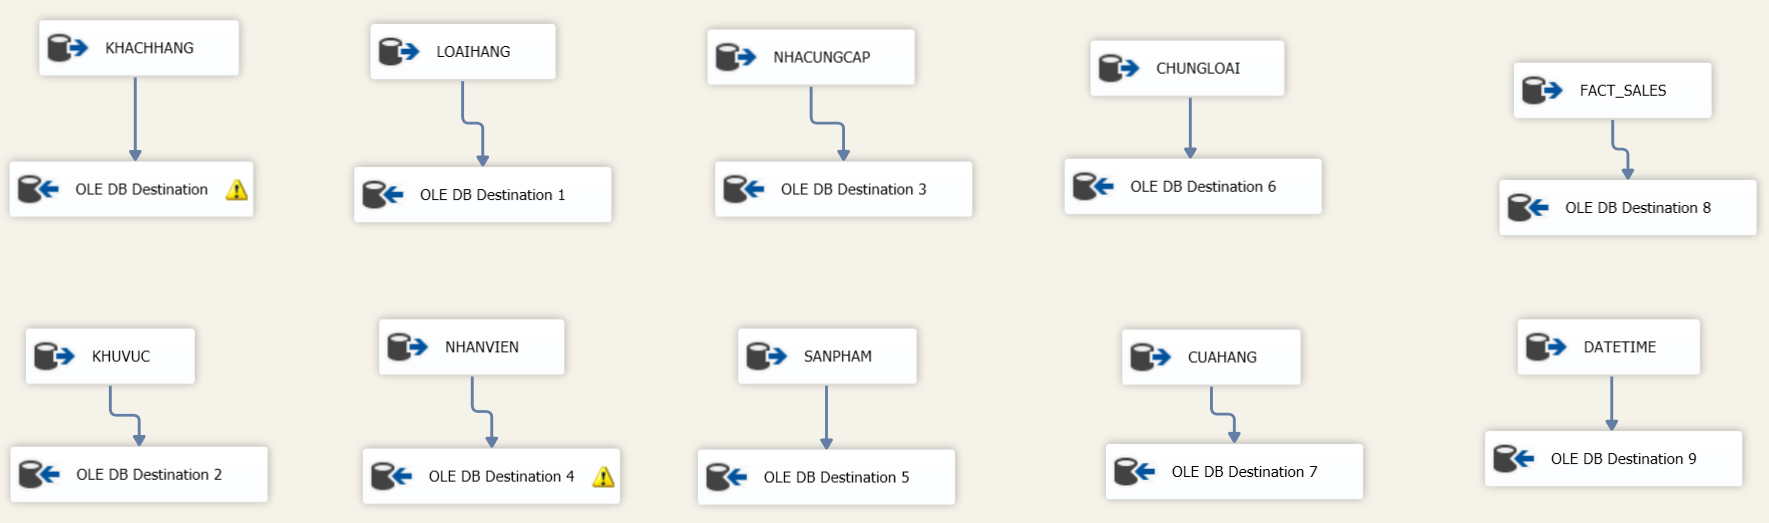 KHACHHANG
LOAIHANG
NHACUNGCAP
CHUNGLOAI
FACT_SALES
OLE DB Destination
OLE DB Destination 1
OLE DB Destination 3
OLE DB Destination 6
OLE DB Destination 8
KHUVUC
NHANVIEN
SANPHAM
CUAHANG
DATETIME
OLE DB Destination 2
OLE DB Destination 4
OLE DB Destination 5
OLE DB Destination 7
OLE DB Destination 9